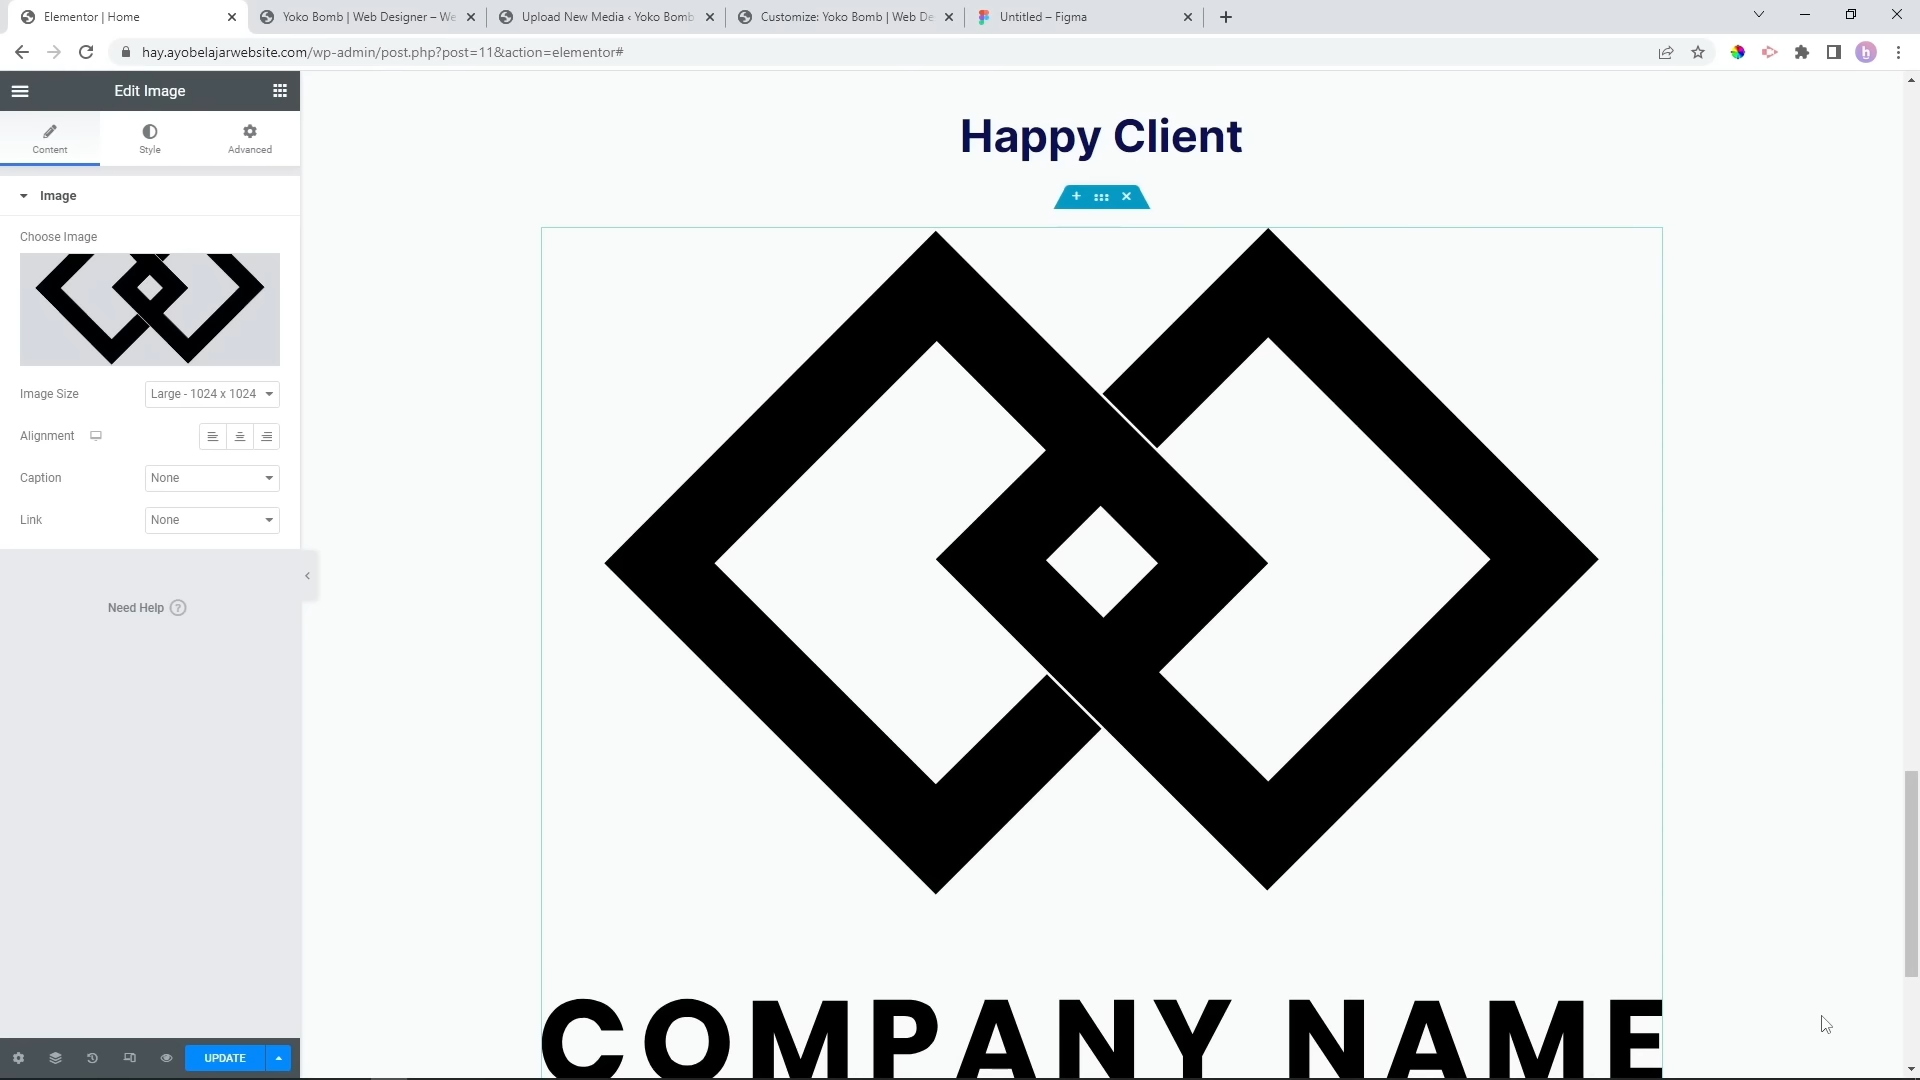 Elementor | Home
Yoko Bomb | Web Designer – We
Upload New Media ‹ Yoko Bomb
Customize: Yoko Bomb | Web De
Untitled – Figma
hay.ayobelajarwebsite.com/wp-admin/post.php?post=11&action=elementor#
h
Edit Image
Content
Style
Advanced
Image
Choose Image
Image Size
Large - 1024 x 1024
Alignment
Caption
None
Link
None
Need Help ?
UPDATE
Happy Client
COMPANY NAME